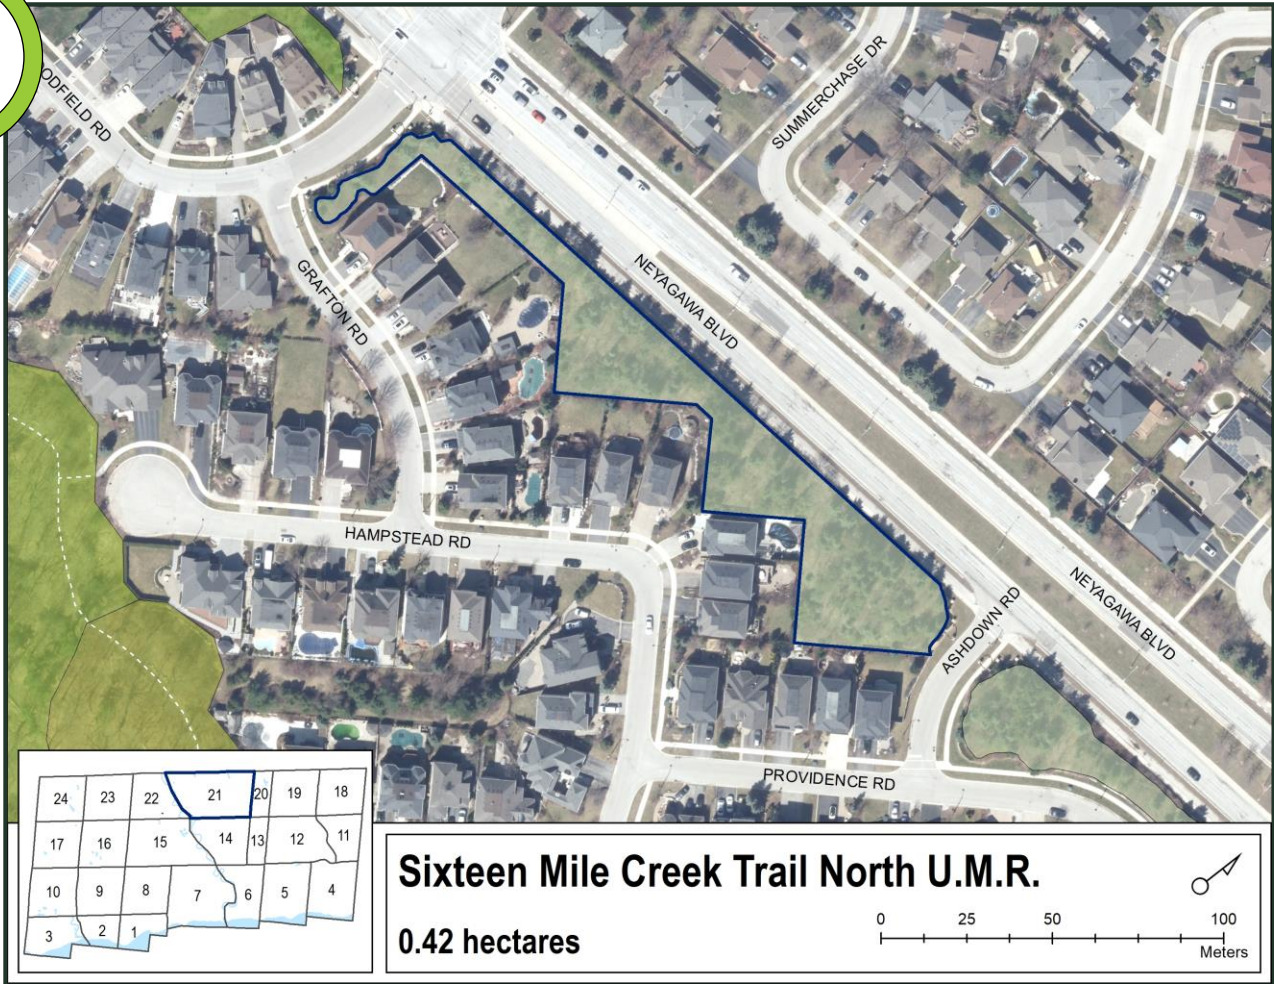 ODFIELD RD
SUMMERCHASE DR
GRAFTON RD
NEYAGAWA BLVD
HAMPSTEAD RD
NEYAGAWA BLVD
ASHDOWN RD
PROVIDENCE RD
24 23 22 21 20 19 18
17 16 15 14 13 12 11
10 9 8 7 6 5 4
3 2 1
Sixteen Mile Creek Trail North U.M.R.
0.42 hectares
0 25 50 100
Meters